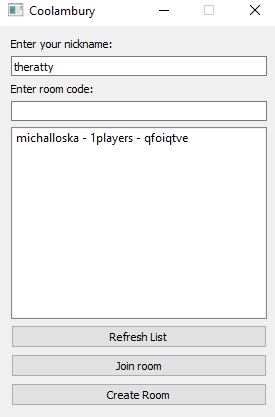 Coolambury
Enter your nickname:
theratty
Enter room code:
michalloska - 1players - qfoiqtve
Refresh List
Join room
Create Room